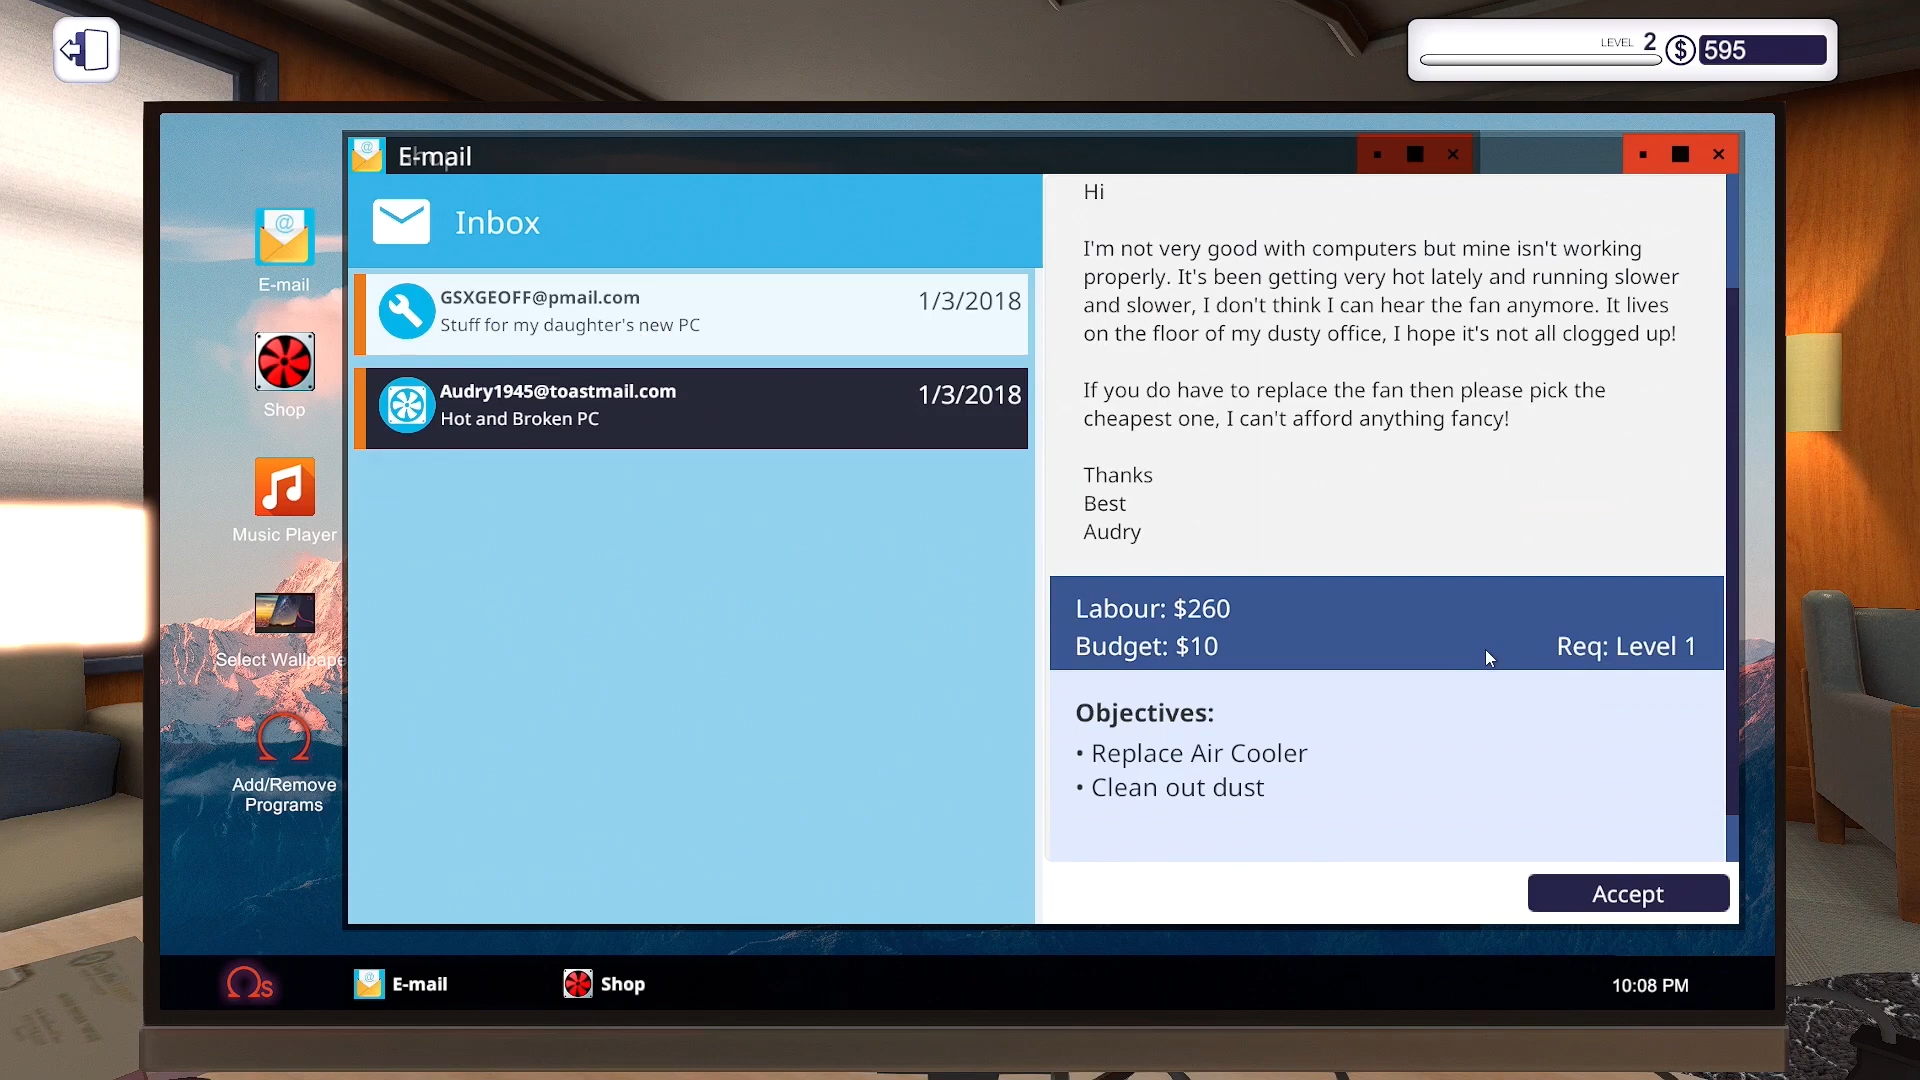 LEVEL 2 $ 595
E-mail
Inbox
GSXGEOFF@pmail.com 1/3/2018
Stuff for my daughter's new PC
Audry1945@toastmail.com 1/3/2018
Hot and Broken PC
Hi
I'm not very good with computers but mine isn't working
properly. It's been getting very hot lately and running slower
and slower, I don't think I can hear the fan anymore. It lives
on the floor of my dusty office, I hope it's not all clogged up!
If you do have to replace the fan then please pick the
cheapest one, I can't afford anything fancy!
Thanks
Best
Audry
Labour: $260
Budget: $10 Req: Level 1
Objectives:
• Replace Air Cooler
• Clean out dust
Accept
E-mail
Shop
Music Player
Select Wallpape
Add/Remove
Programs
Ωs E-mail Shop 10:08 PM